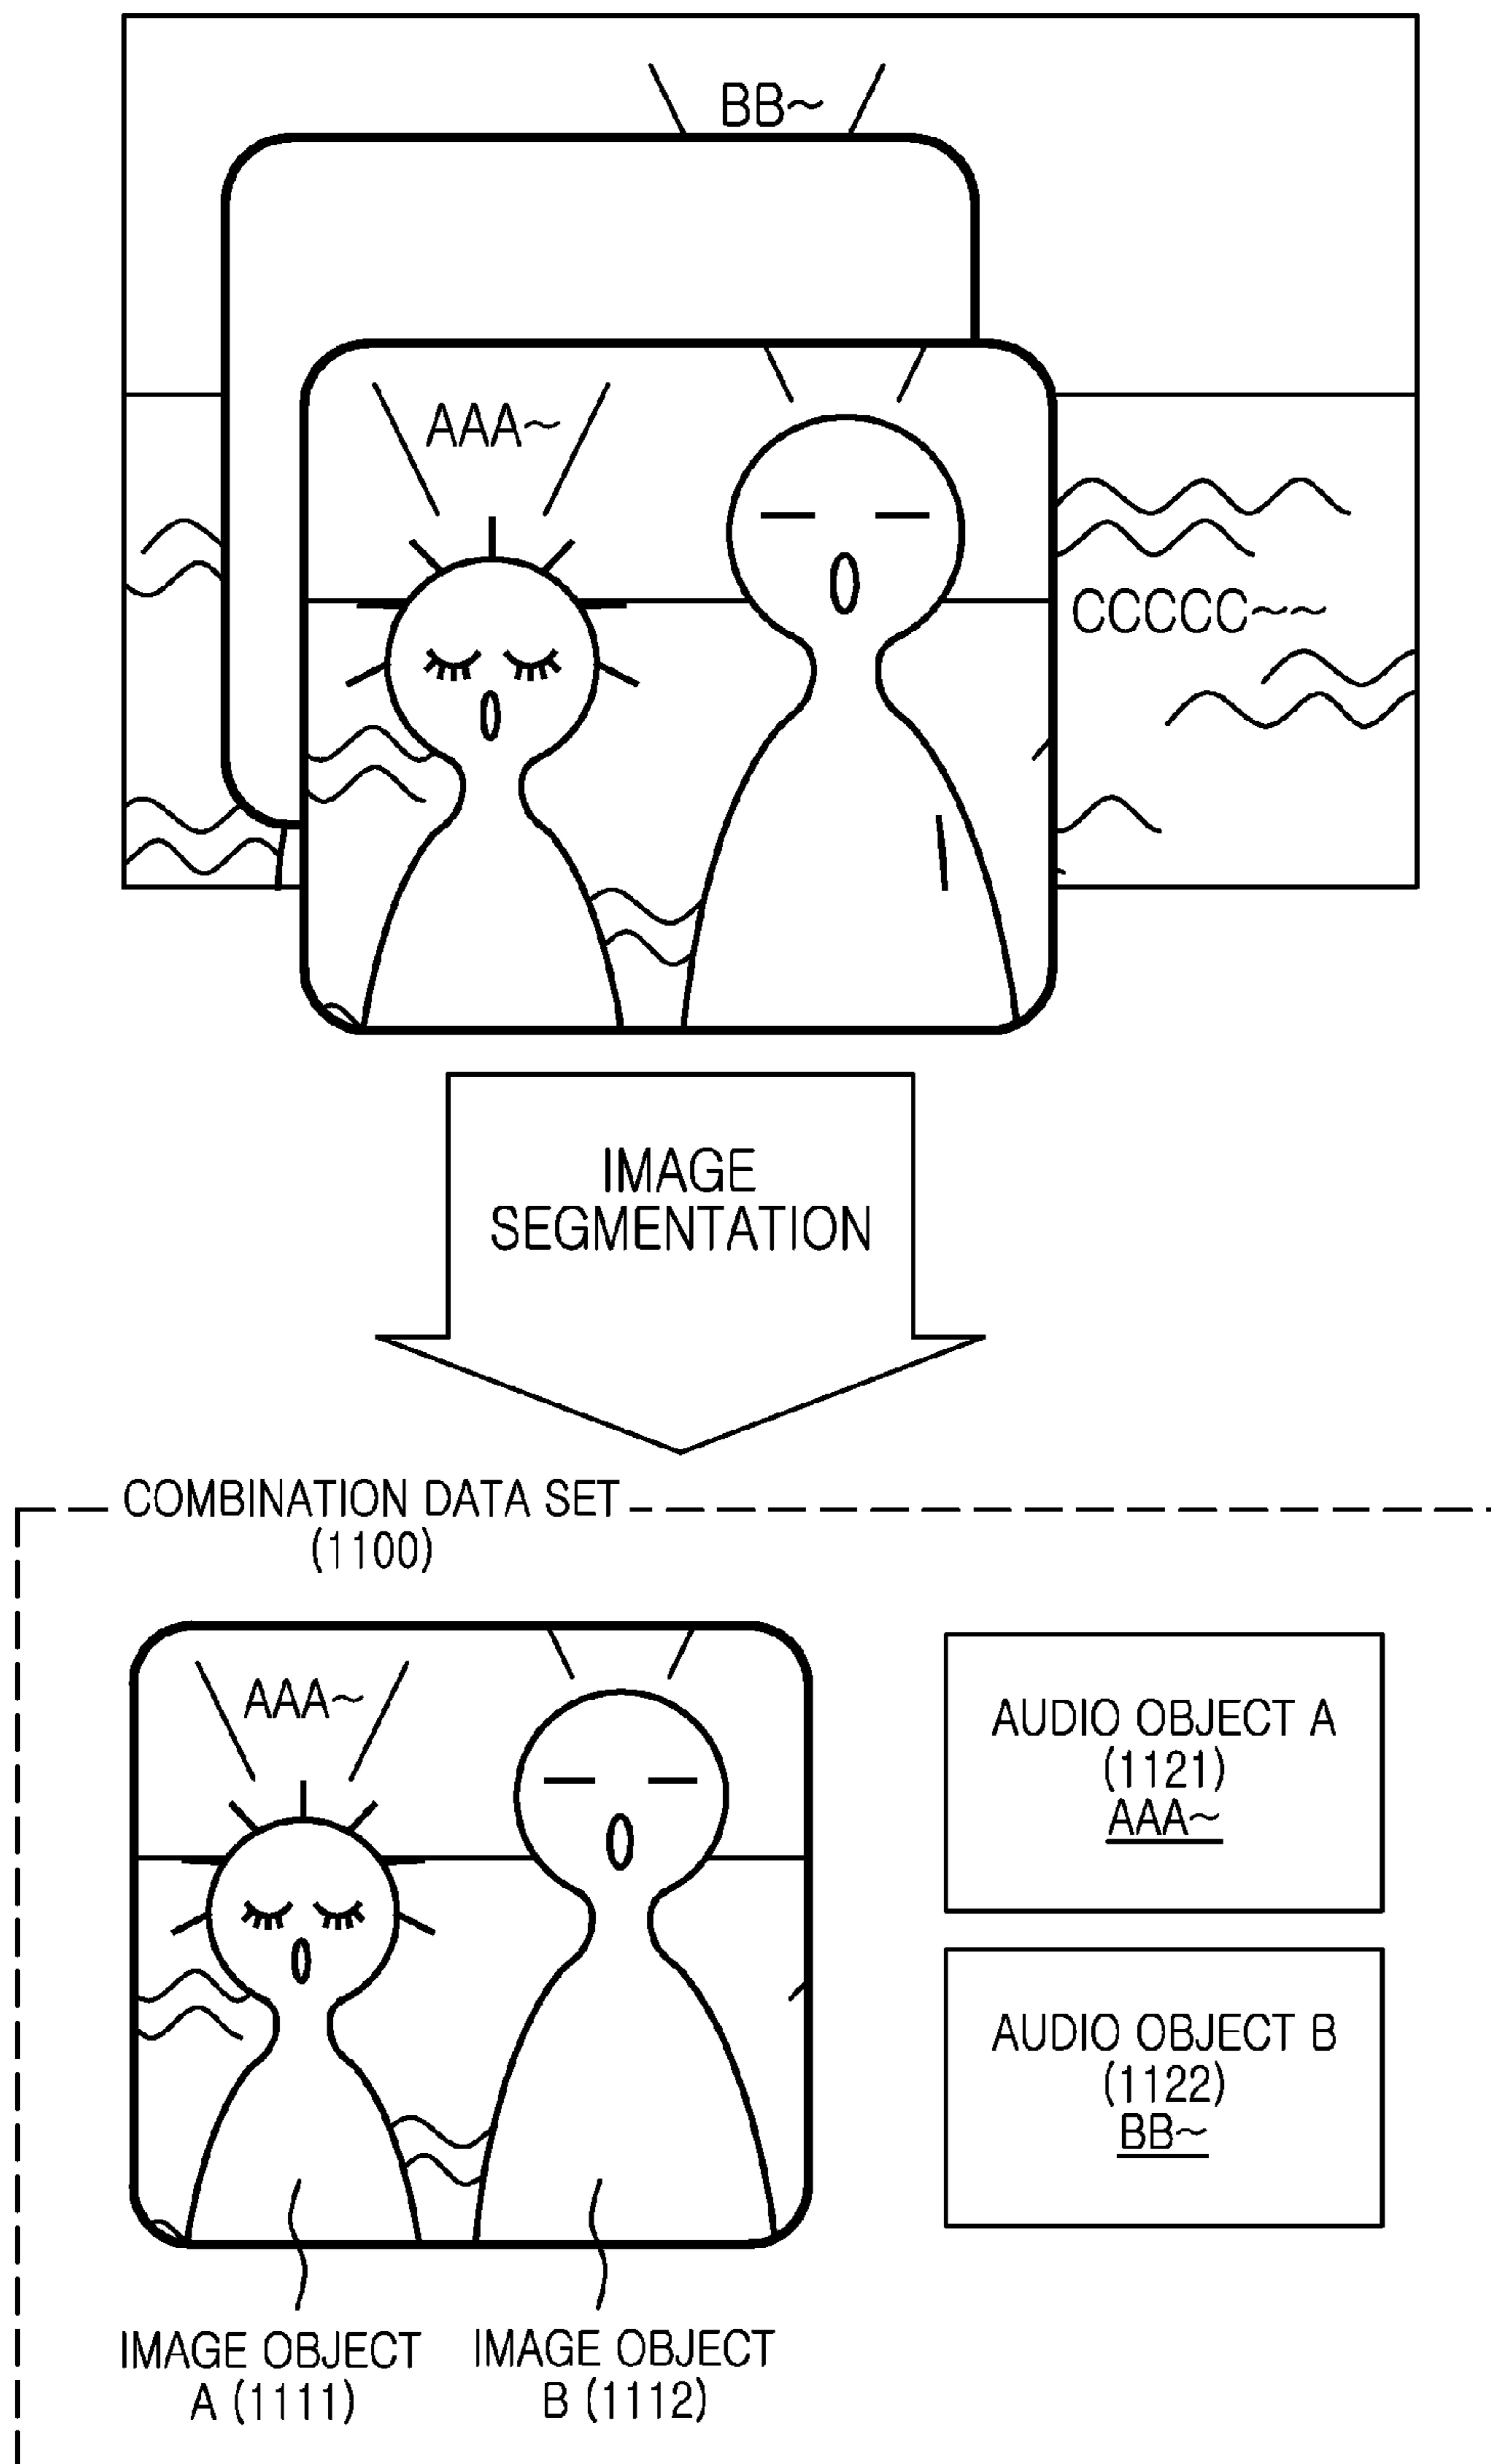 BB~
AAA~
CCCCC~~
IMAGE
SEGMENTATION
COMBINATION DATA SET
(1100)
AAA~
AUDIO OBJECT A
(1121)
AAA~
AUDIO OBJECT B
(1122)
BB~
IMAGE OBJECT
A (1111)
IMAGE OBJECT
B (1112)